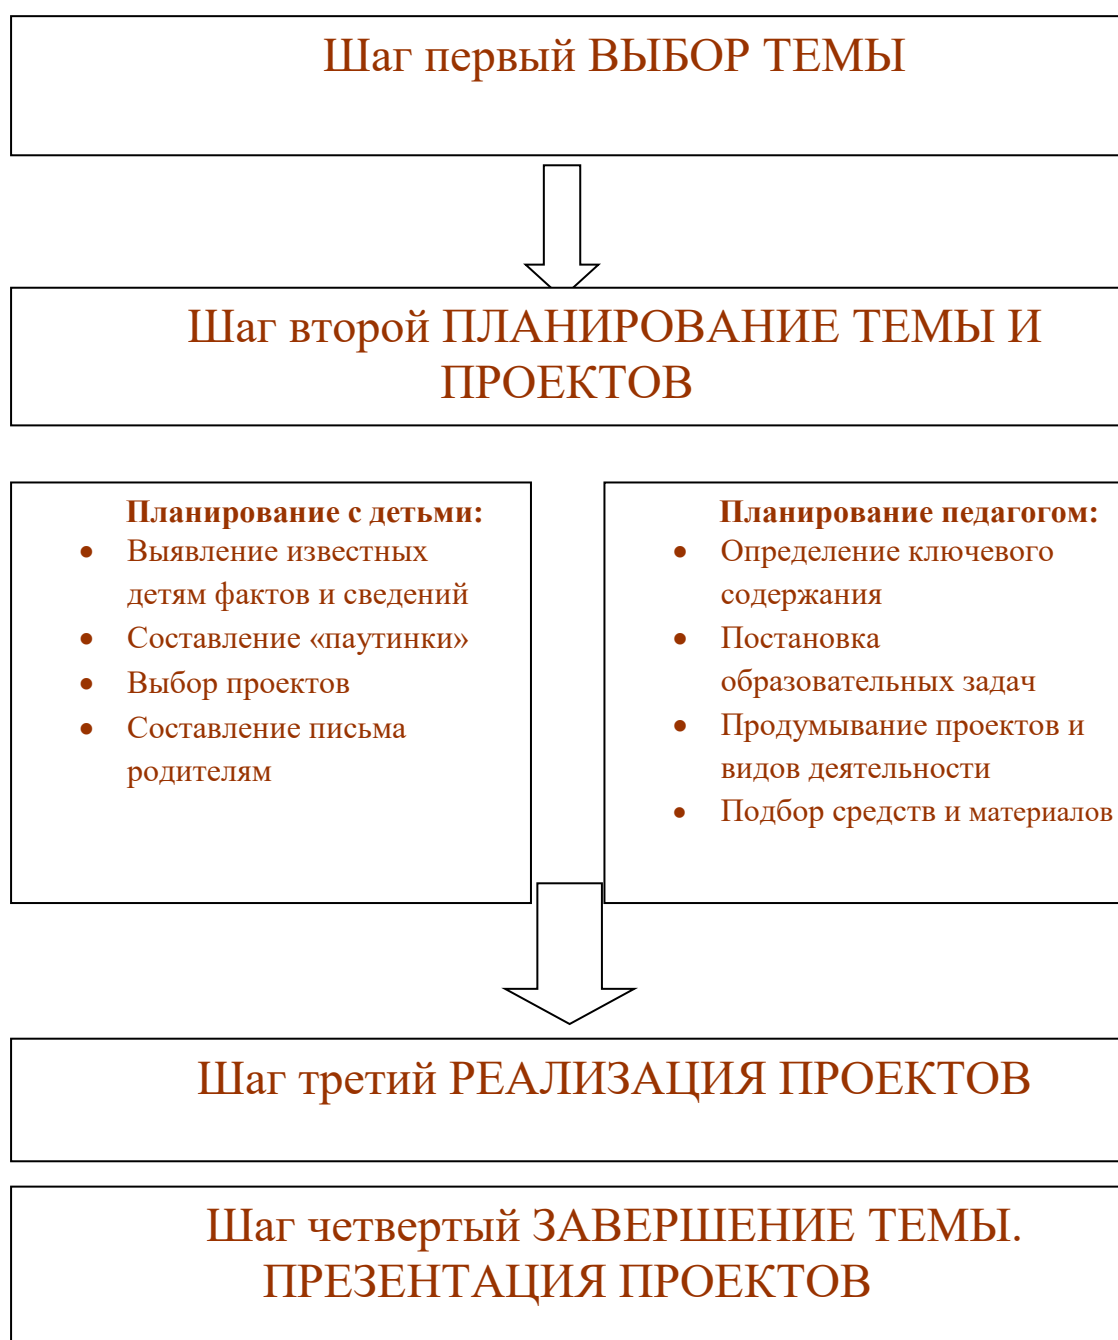 Шаг первый ВЫБОР ТЕМЫ
Шаг второй ПЛАНИРОВАНИЕ ТЕМЫ И
ПРОЕКТОВ
Планирование с детьми:
• Выявление известных
детям фактов и сведений
• Составление «паутинки»
• Выбор проектов
• Составление письма
родителям
Планирование педагогом:
• Определение ключевого
содержания
• Постановка
образовательных задач
• Продумывание проектов и
видов деятельности
• Подбор средств и материалов
Шаг третий РЕАЛИЗАЦИЯ ПРОЕКТОВ
Шаг четвертый ЗАВЕРШЕНИЕ ТЕМЫ.
ПРЕЗЕНТАЦИЯ ПРОЕКТОВ